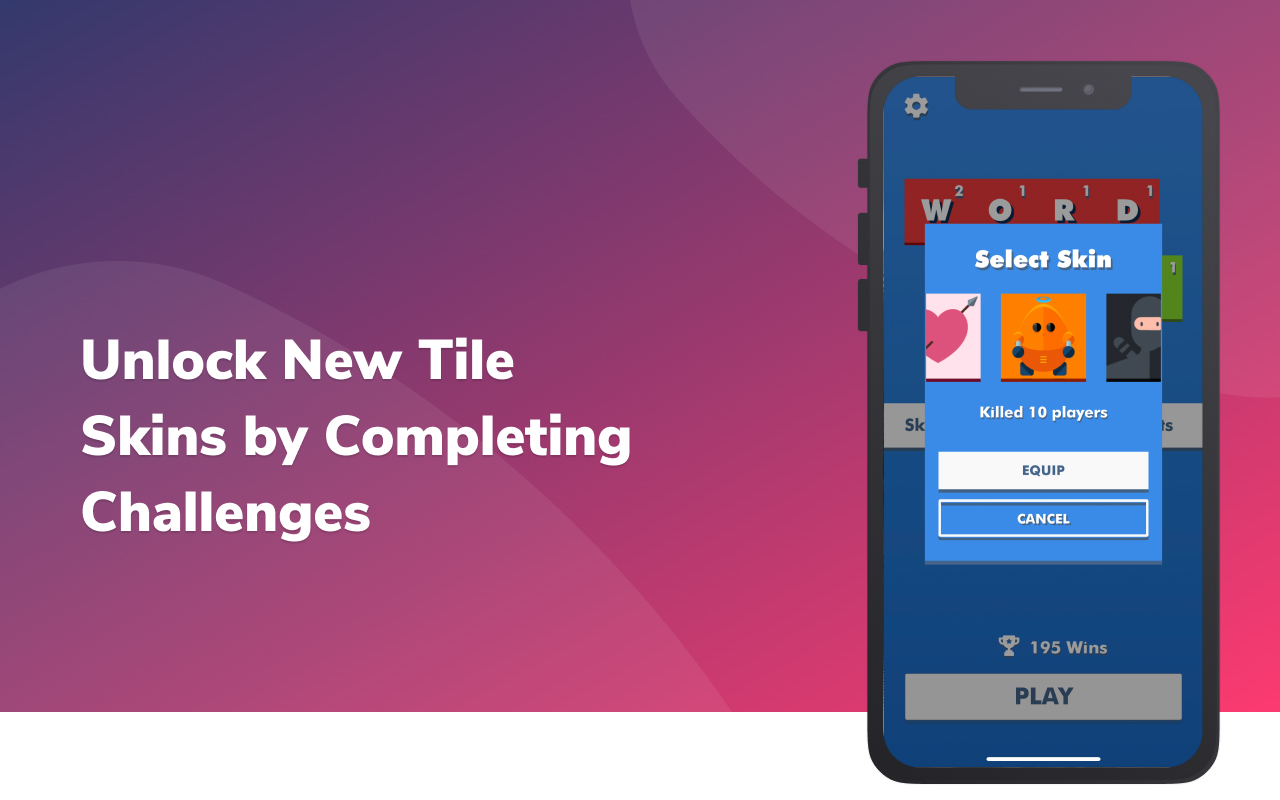 Unlock New Tile
Skins by Completing
Challenges
W 2 O 1 R 1 D 1
1
Select Skin
Killed 10 players
EQUIP
CANCEL
195 Wins
PLAY